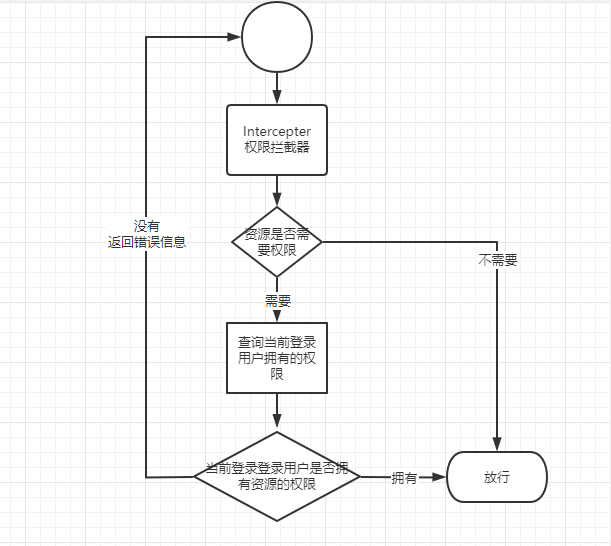 Intercepter
权限拦截器
没有
返回错误信息
资源是否需
要权限
不需要
需要
查询当前登录
用户拥有的权
限
当前登录登录用户是否拥
有资源的权限
拥有
放行